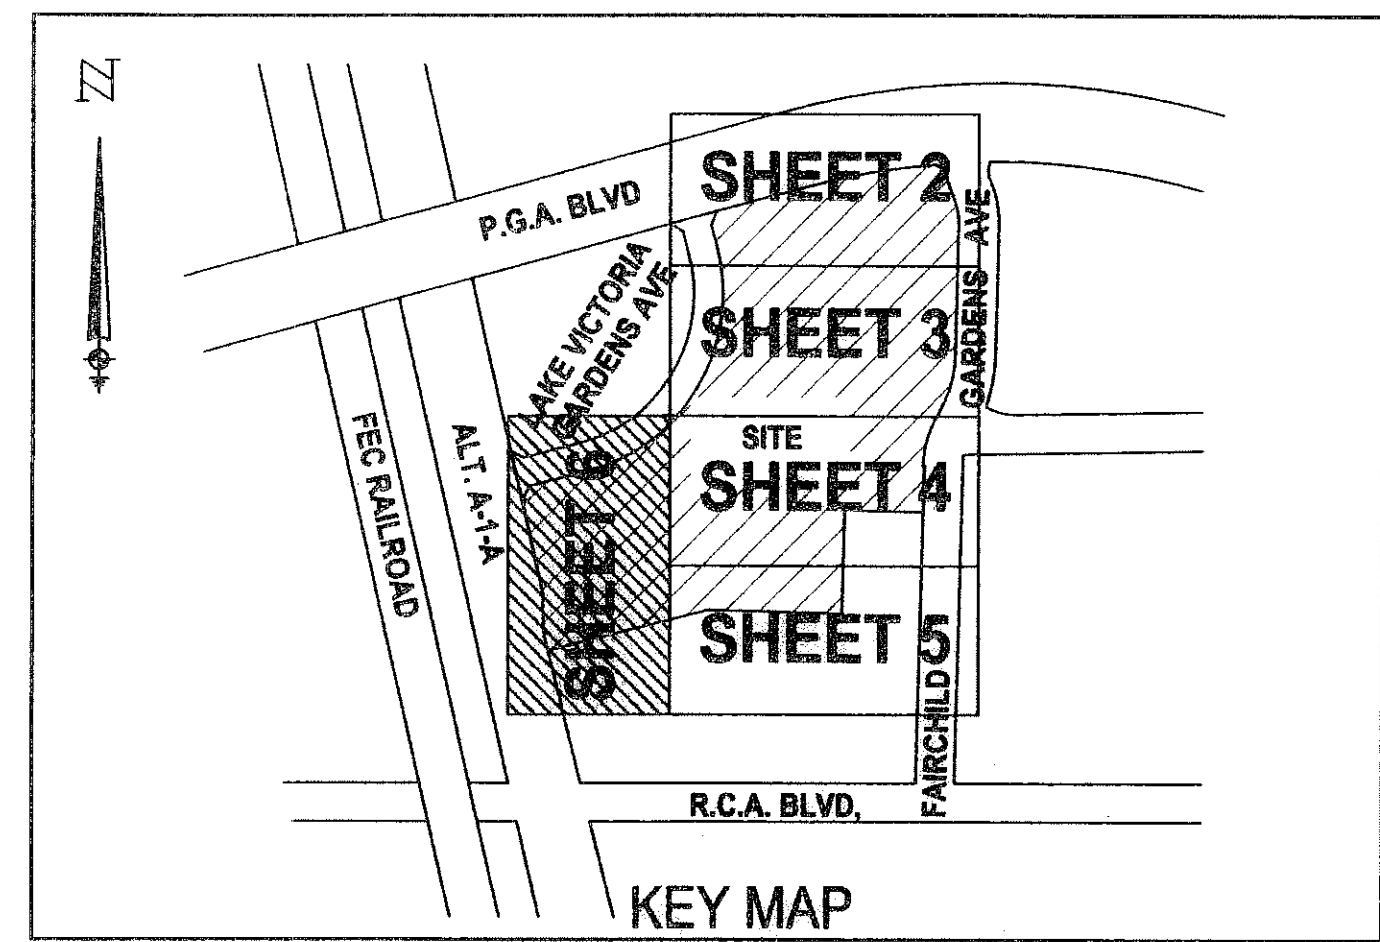 N
SHEET 2
P.G.A. BLVD
GARDENS AVE
LAKE VICTORIA
GARDENS AVE
SHEET 3
FEC RAILROAD
ALT. A-1-A
SITE
SHEET 4
SHEET 6
SHEET 5
FAIRCHILD
R.C.A. BLVD,
KEY MAP